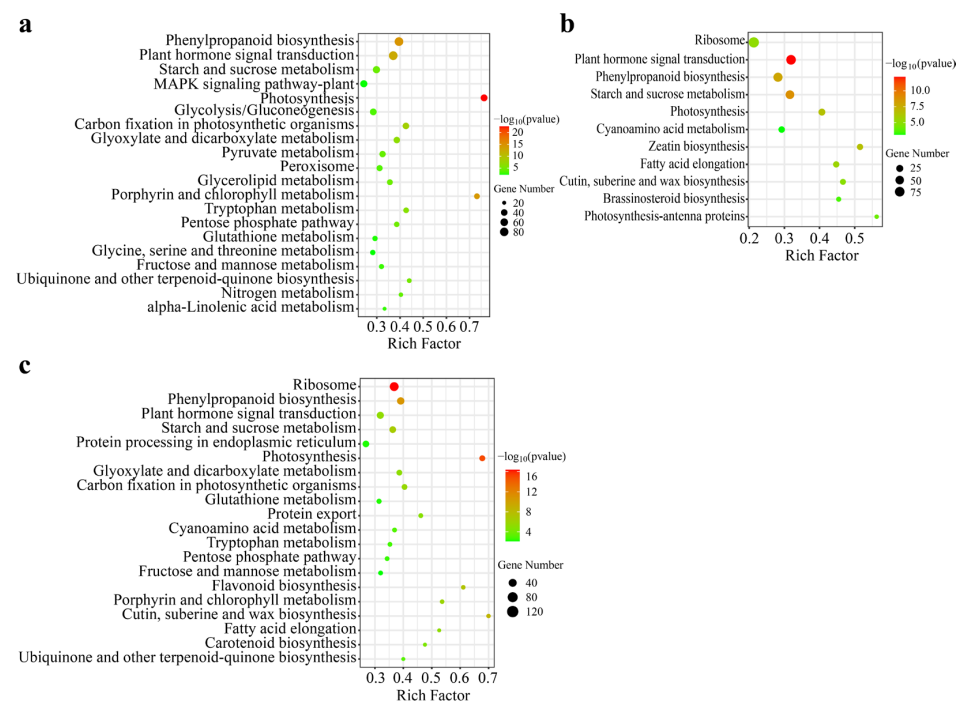 a
Phenylpropanoid biosynthesis
Plant hormone signal transduction
Starch and sucrose metabolism
MAPK signaling pathway-plant
Photosynthesis
Glycolysis/Gluconeogenesis
Carbon fixation in photosynthetic organisms
Glyoxylate and dicarboxylate metabolism
Pyruvate metabolism
Peroxisome
Glycerolipid metabolism
Porphyrin and chlorophyll metabolism
Tryptophan metabolism
Pentose phosphate pathway
Glutathione metabolism
Glycine, serine and threonine metabolism
Fructose and mannose metabolism
Ubiquinone and other terpenoid-quinone biosynthesis
Nitrogen metabolism
alpha-Linolenic acid metabolism
0.3 0.4 0.5 0.6 0.7
Rich Factor
−log10(pvalue)
20
15
10
5
Gene Number
20
40
60
80
b
Ribosome
Plant hormone signal transduction
Phenylpropanoid biosynthesis
Starch and sucrose metabolism
Photosynthesis
Cyanoamino acid metabolism
Zeatin biosynthesis
Fatty acid elongation
Cutin, suberine and wax biosynthesis
Brassinosteroid biosynthesis
Photosynthesis-antenna proteins
0.2 0.3 0.4 0.5
Rich Factor
−log10(pvalue)
10.0
7.5
5.0
Gene Number
25
50
75
c
Ribosome
Phenylpropanoid biosynthesis
Plant hormone signal transduction
Starch and sucrose metabolism
Protein processing in endoplasmic reticulum
Photosynthesis
Glyoxylate and dicarboxylate metabolism
Carbon fixation in photosynthetic organisms
Glutathione metabolism
Protein export
Cyanoamino acid metabolism
Tryptophan metabolism
Pentose phosphate pathway
Fructose and mannose metabolism
Flavonoid biosynthesis
Porphyrin and chlorophyll metabolism
Cutin, suberine and wax biosynthesis
Fatty acid elongation
Carotenoid biosynthesis
Ubiquinone and other terpenoid-quinone biosynthesis
0.3 0.4 0.5 0.6 0.7
Rich Factor
−log10(pvalue)
16
12
8
4
Gene Number
40
80
120